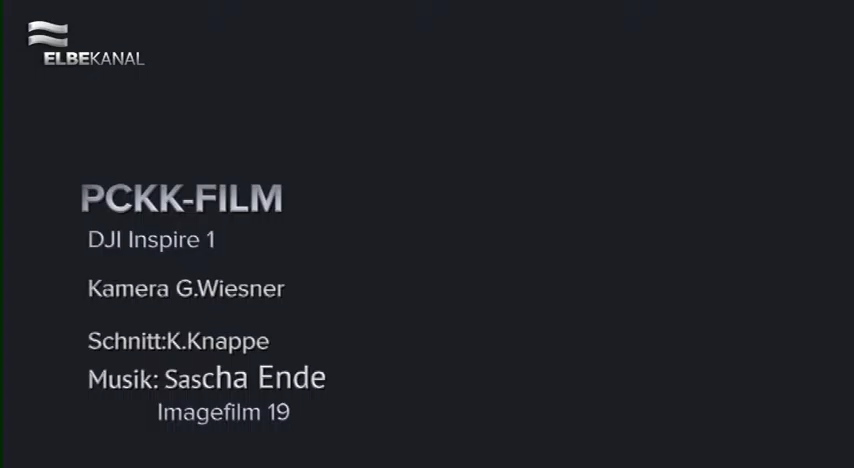 ELBEKANAL
PCKK-FILM
DJI Inspire 1
Kamera G.Wiesner
Schnitt:K.Knappe
Musik: Sascha Ende
Imagefilm 19